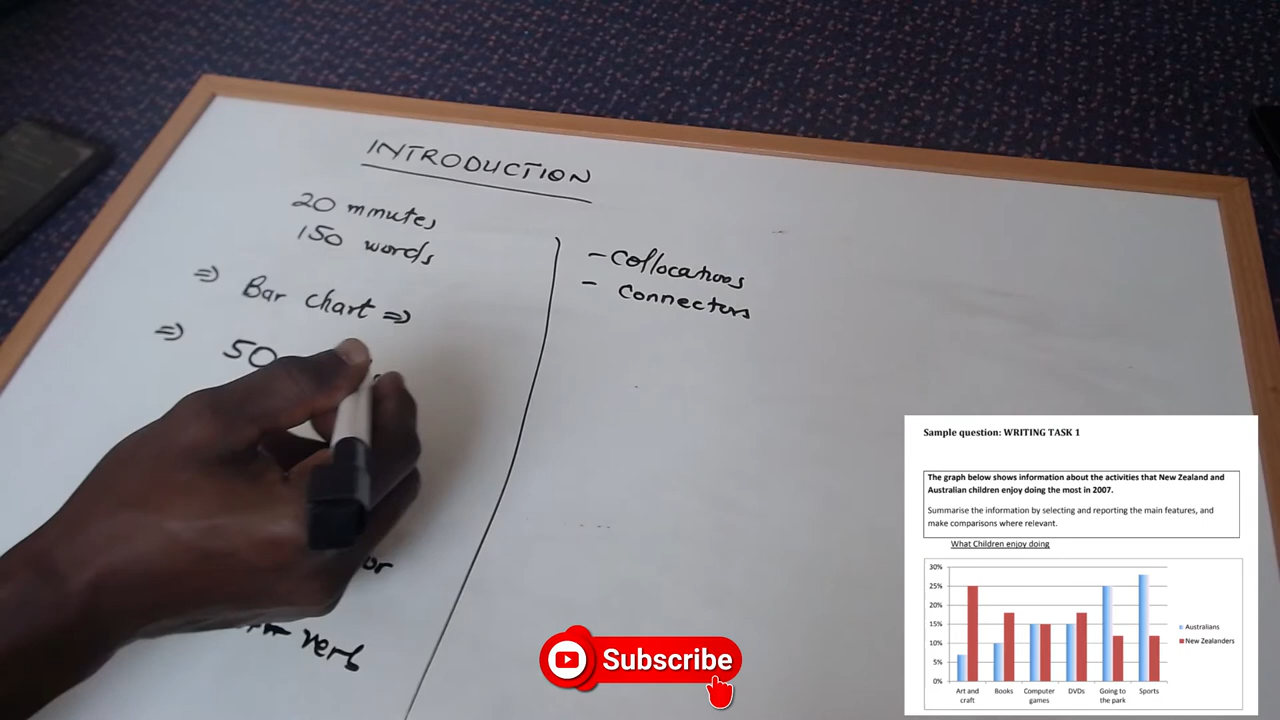 INTRODUCTION
20 mmutes
150 words
⇒ Bar chart ⇒
⇒ 50
or
verb
- Collocations
- Connectors
Sample question: WRITING TASK 1
The graph below shows information about the activities that New Zealand and
Australian children enjoy doing the most in 2007.
Summarise the information by selecting and reporting the main features, and
make comparisons where relevant.
What Children enjoy doing
30%
25%
20%
15%
10%
5%
0%
Art and
craft
Books
Computer
games
DVDs
Going to
the park
Sports
Australians
New Zealanders
Subscribe